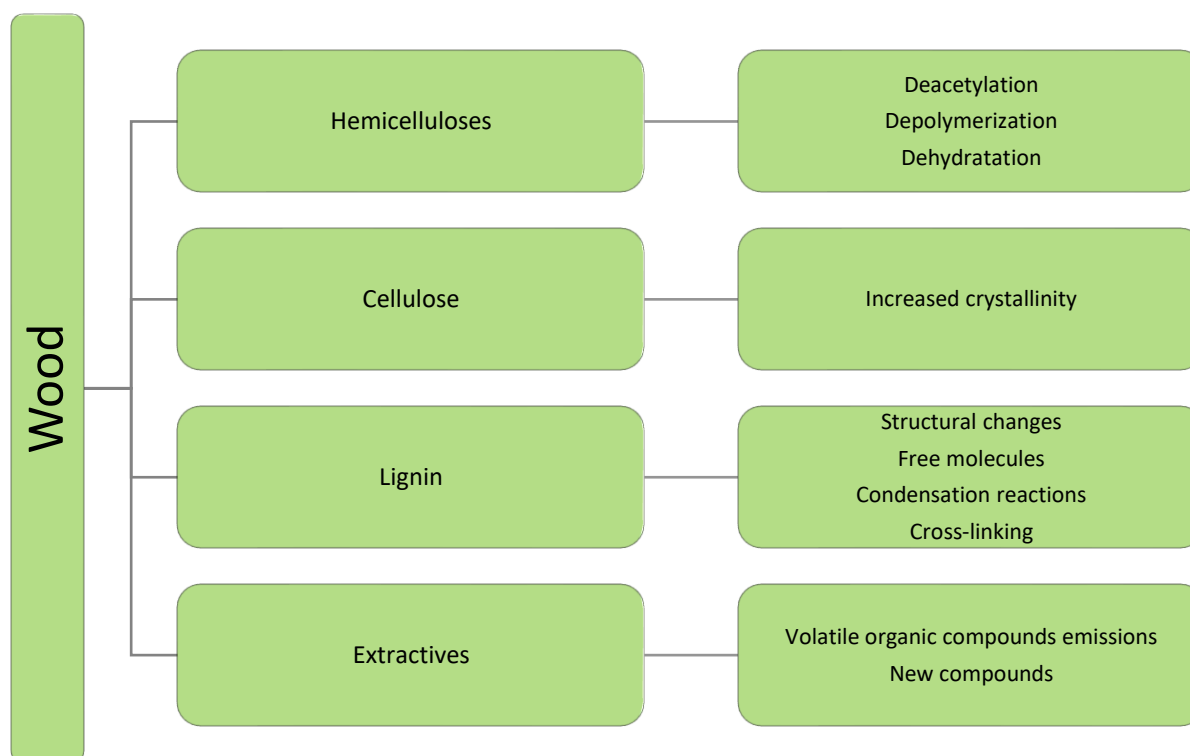 Wood
Hemicelluloses
Deacetylation
Depolymerization
Dehydratation
Cellulose
Increased crystallinity
Lignin
Structural changes
Free molecules
Condensation reactions
Cross-linking
Extractives
Volatile organic compounds emissions
New compounds